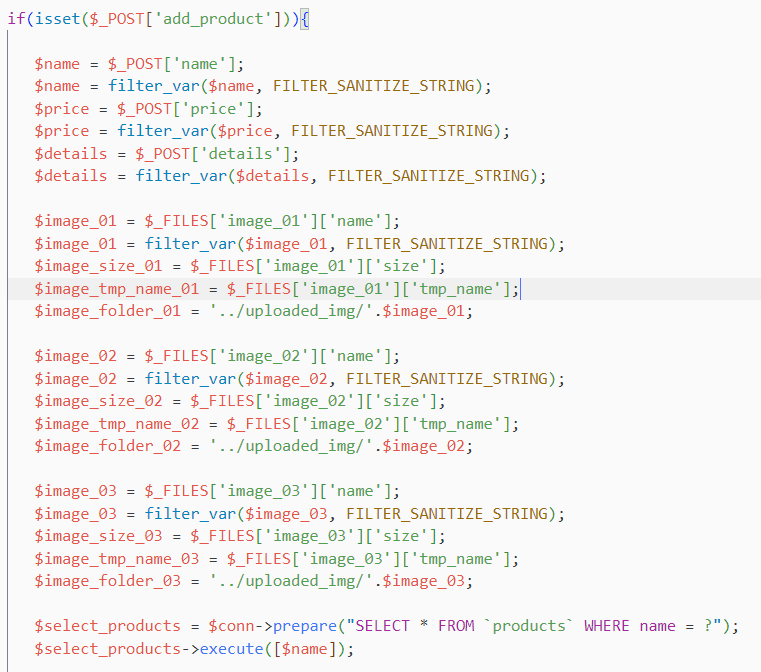 if(isset($_POST['add_product'])){
$name = $_POST['name'];
$name = filter_var($name, FILTER_SANITIZE_STRING);
$price = $_POST['price'];
$price = filter_var($price, FILTER_SANITIZE_STRING);
$details = $_POST['details'];
$details = filter_var($details, FILTER_SANITIZE_STRING);
$image_01 = $_FILES['image_01']['name'];
$image_01 = filter_var($image_01, FILTER_SANITIZE_STRING);
$image_size_01 = $_FILES['image_01']['size'];
$image_tmp_name_01 = $_FILES['image_01']['tmp_name'];
$image_folder_01 = '../uploaded_img/'.$image_01;
$image_02 = $_FILES['image_02']['name'];
$image_02 = filter_var($image_02, FILTER_SANITIZE_STRING);
$image_size_02 = $_FILES['image_02']['size'];
$image_tmp_name_02 = $_FILES['image_02']['tmp_name'];
$image_folder_02 = '../uploaded_img/'.$image_02;
$image_03 = $_FILES['image_03']['name'];
$image_03 = filter_var($image_03, FILTER_SANITIZE_STRING);
$image_size_03 = $_FILES['image_03']['size'];
$image_tmp_name_03 = $_FILES['image_03']['tmp_name'];
$image_folder_03 = '../uploaded_img/'.$image_03;
$select_products = $conn->prepare("SELECT * FROM `products` WHERE name = ?");
$select_products->execute([$name]);